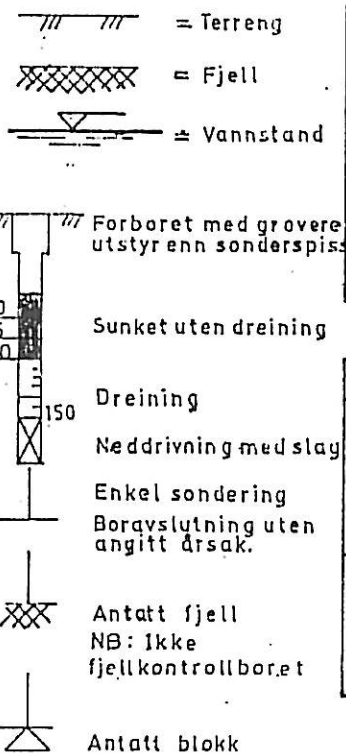 = Terreng
= Fjell
= Vannstand
Forboret med grovere
utstyr enn sonderspiss
Sunket uten dreining
Dreining
150
Neddrivning med slag
Enkel sondering
Boravslutning uten
angitt årsak.
Antatt fjell
NB: Ikke
fjellkontrollboret
Antatt blokk